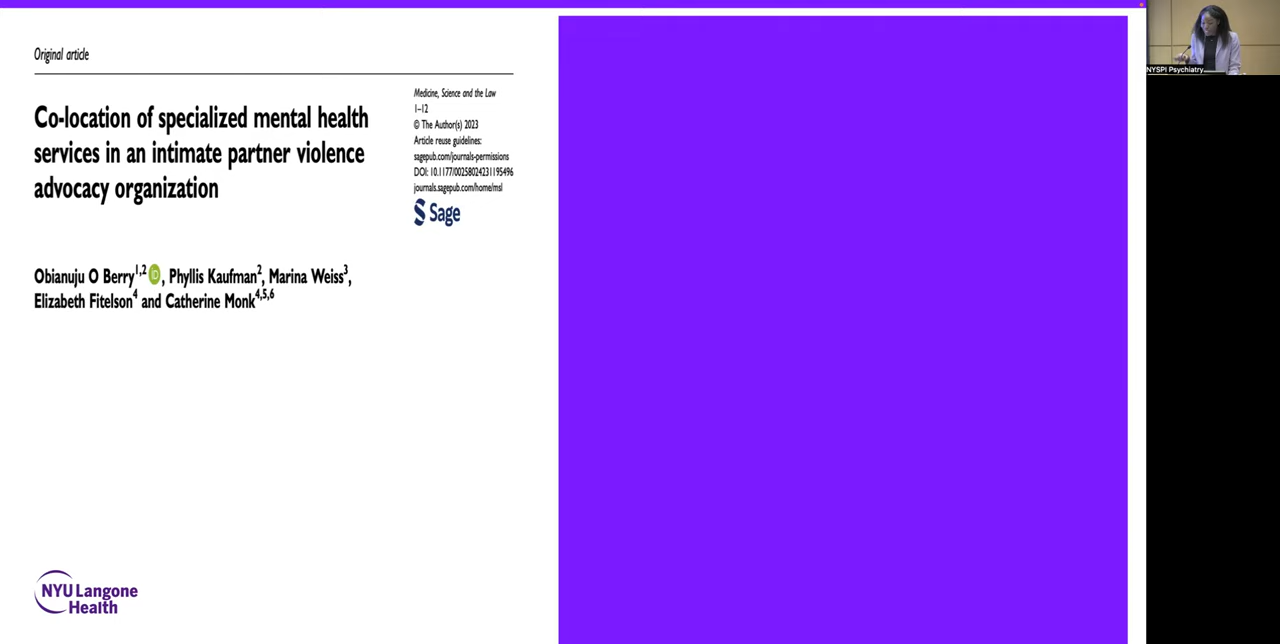 Original article
Co-location of specialized mental health
services in an intimate partner violence
advocacy organization
Medicine, Science and the Law
1–12
© The Author(s) 2023
Article reuse guidelines:
sagepub.com/journals-permissions
DOI: 10.1177/00258024231195496
journals.sagepub.com/home/msl
Sage
Obianuju O Berry1,2 iD, Phyllis Kaufman2, Marina Weiss3,
Elizabeth Fitelson4 and Catherine Monk4,5,6
NYU Langone
Health
NYSPI Psychiatry